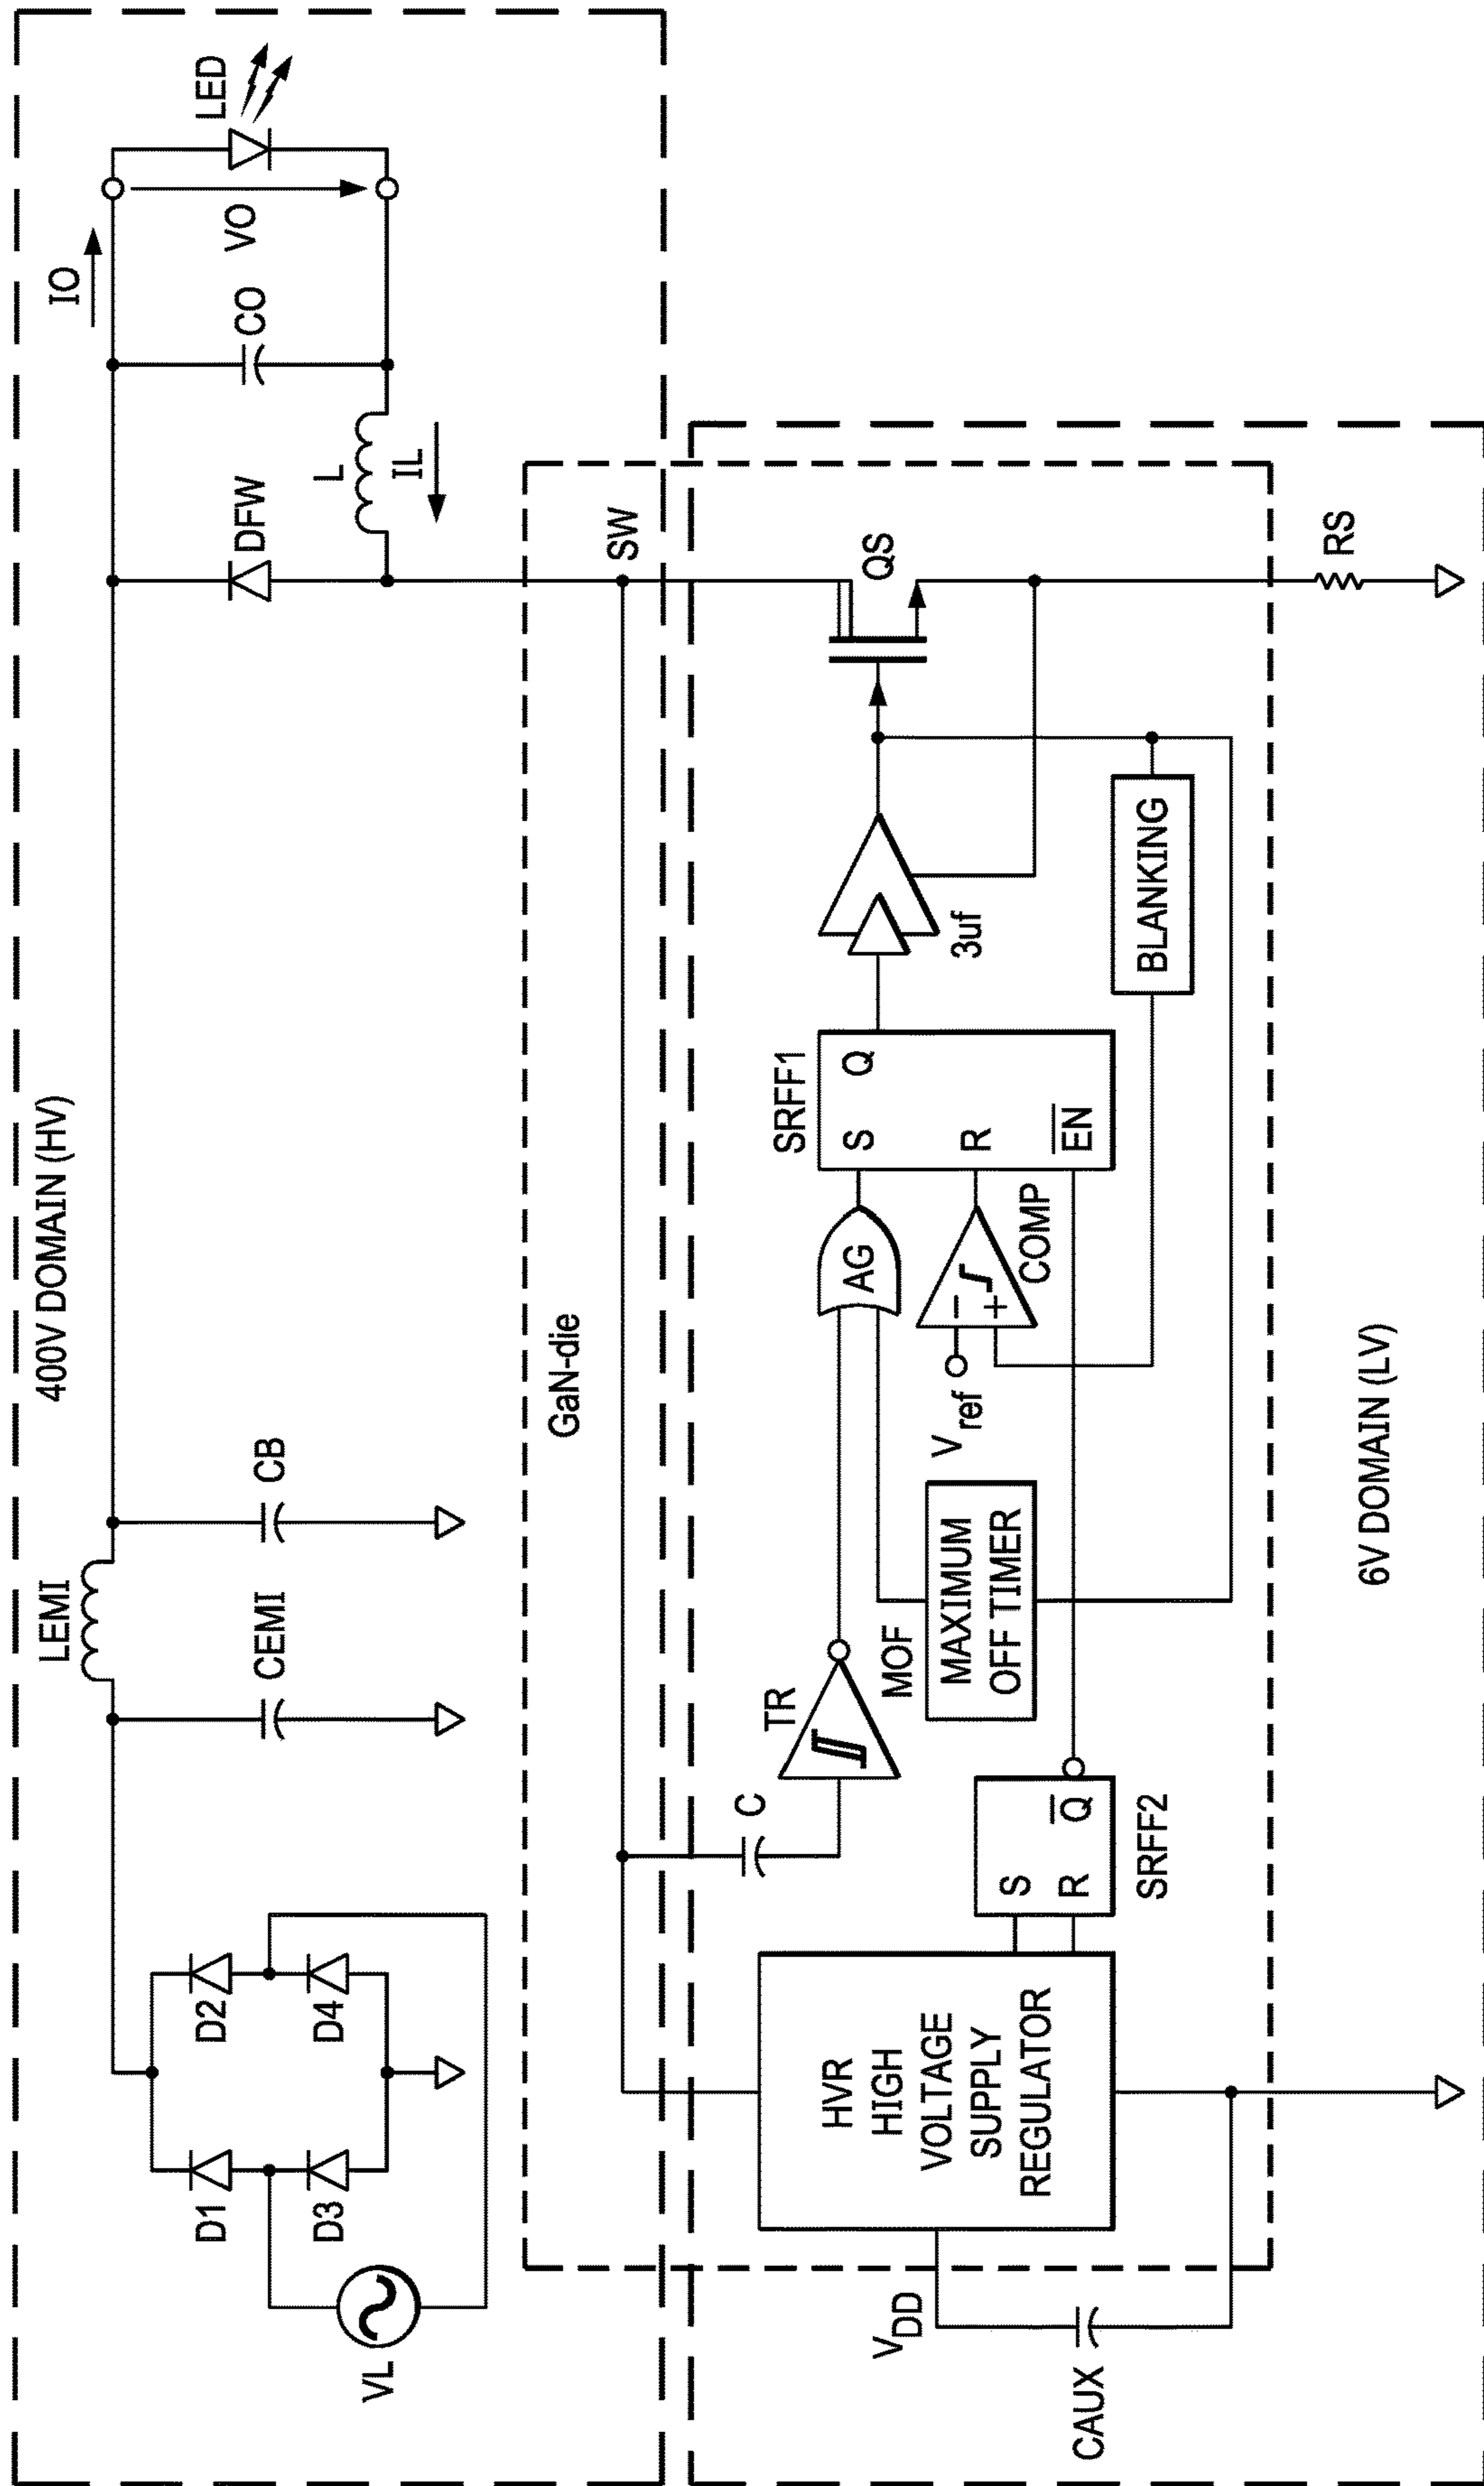 400V DOMAIN (HV)
LEMI
IO
LED
VO
CO
DFW
L
IL
CB
CEMI
D1
D2
D3
D4
VL
GaN-die
SW
QS
RS
C
TR
AG
SRFF1
S
Q
R
EN
3uf
COMP
−
+
Vref
MOF
MAXIMUM
OFF TIMER
BLANKING
HVR
HIGH
VOLTAGE
SUPPLY
REGULATOR
S
R
Q
SRFF2
VDD
CAUX
6V DOMAIN (LV)